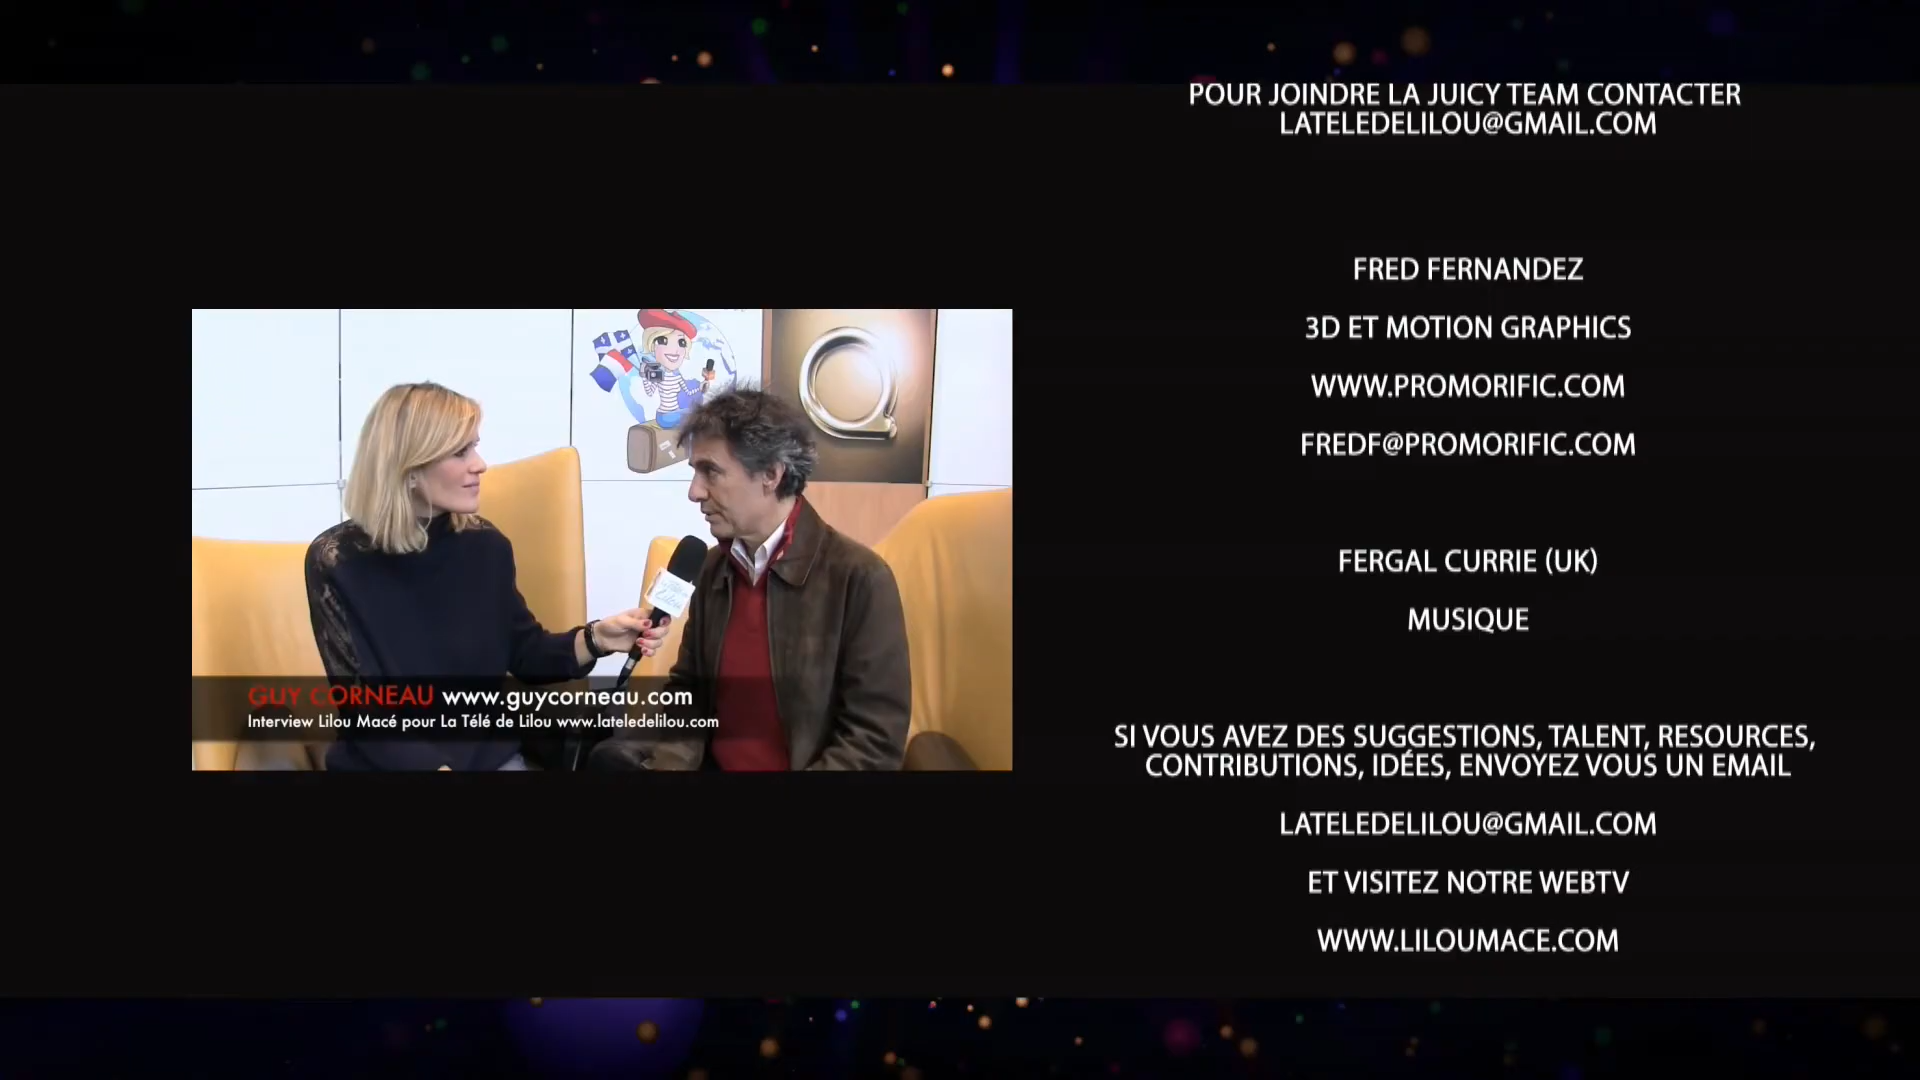 POUR JOINDRE LA JUICY TEAM CONTACTER
LATELEDELILOU@GMAIL.COM
FRED FERNANDEZ
3D ET MOTION GRAPHICS
WWW.PROMORIFIC.COM
FREDF@PROMORIFIC.COM
FERGAL CURRIE (UK)
MUSIQUE
SI VOUS AVEZ DES SUGGESTIONS, TALENT, RESOURCES,
CONTRIBUTIONS, IDÉES, ENVOYEZ VOUS UN EMAIL
LATELEDELILOU@GMAIL.COM
ET VISITEZ NOTRE WEBTV
WWW.LILOUMACE.COM
GUY CORNEAU www.guycorneau.com
Interview Lilou Macé pour La Télé de Lilou www.lateledelilou.com